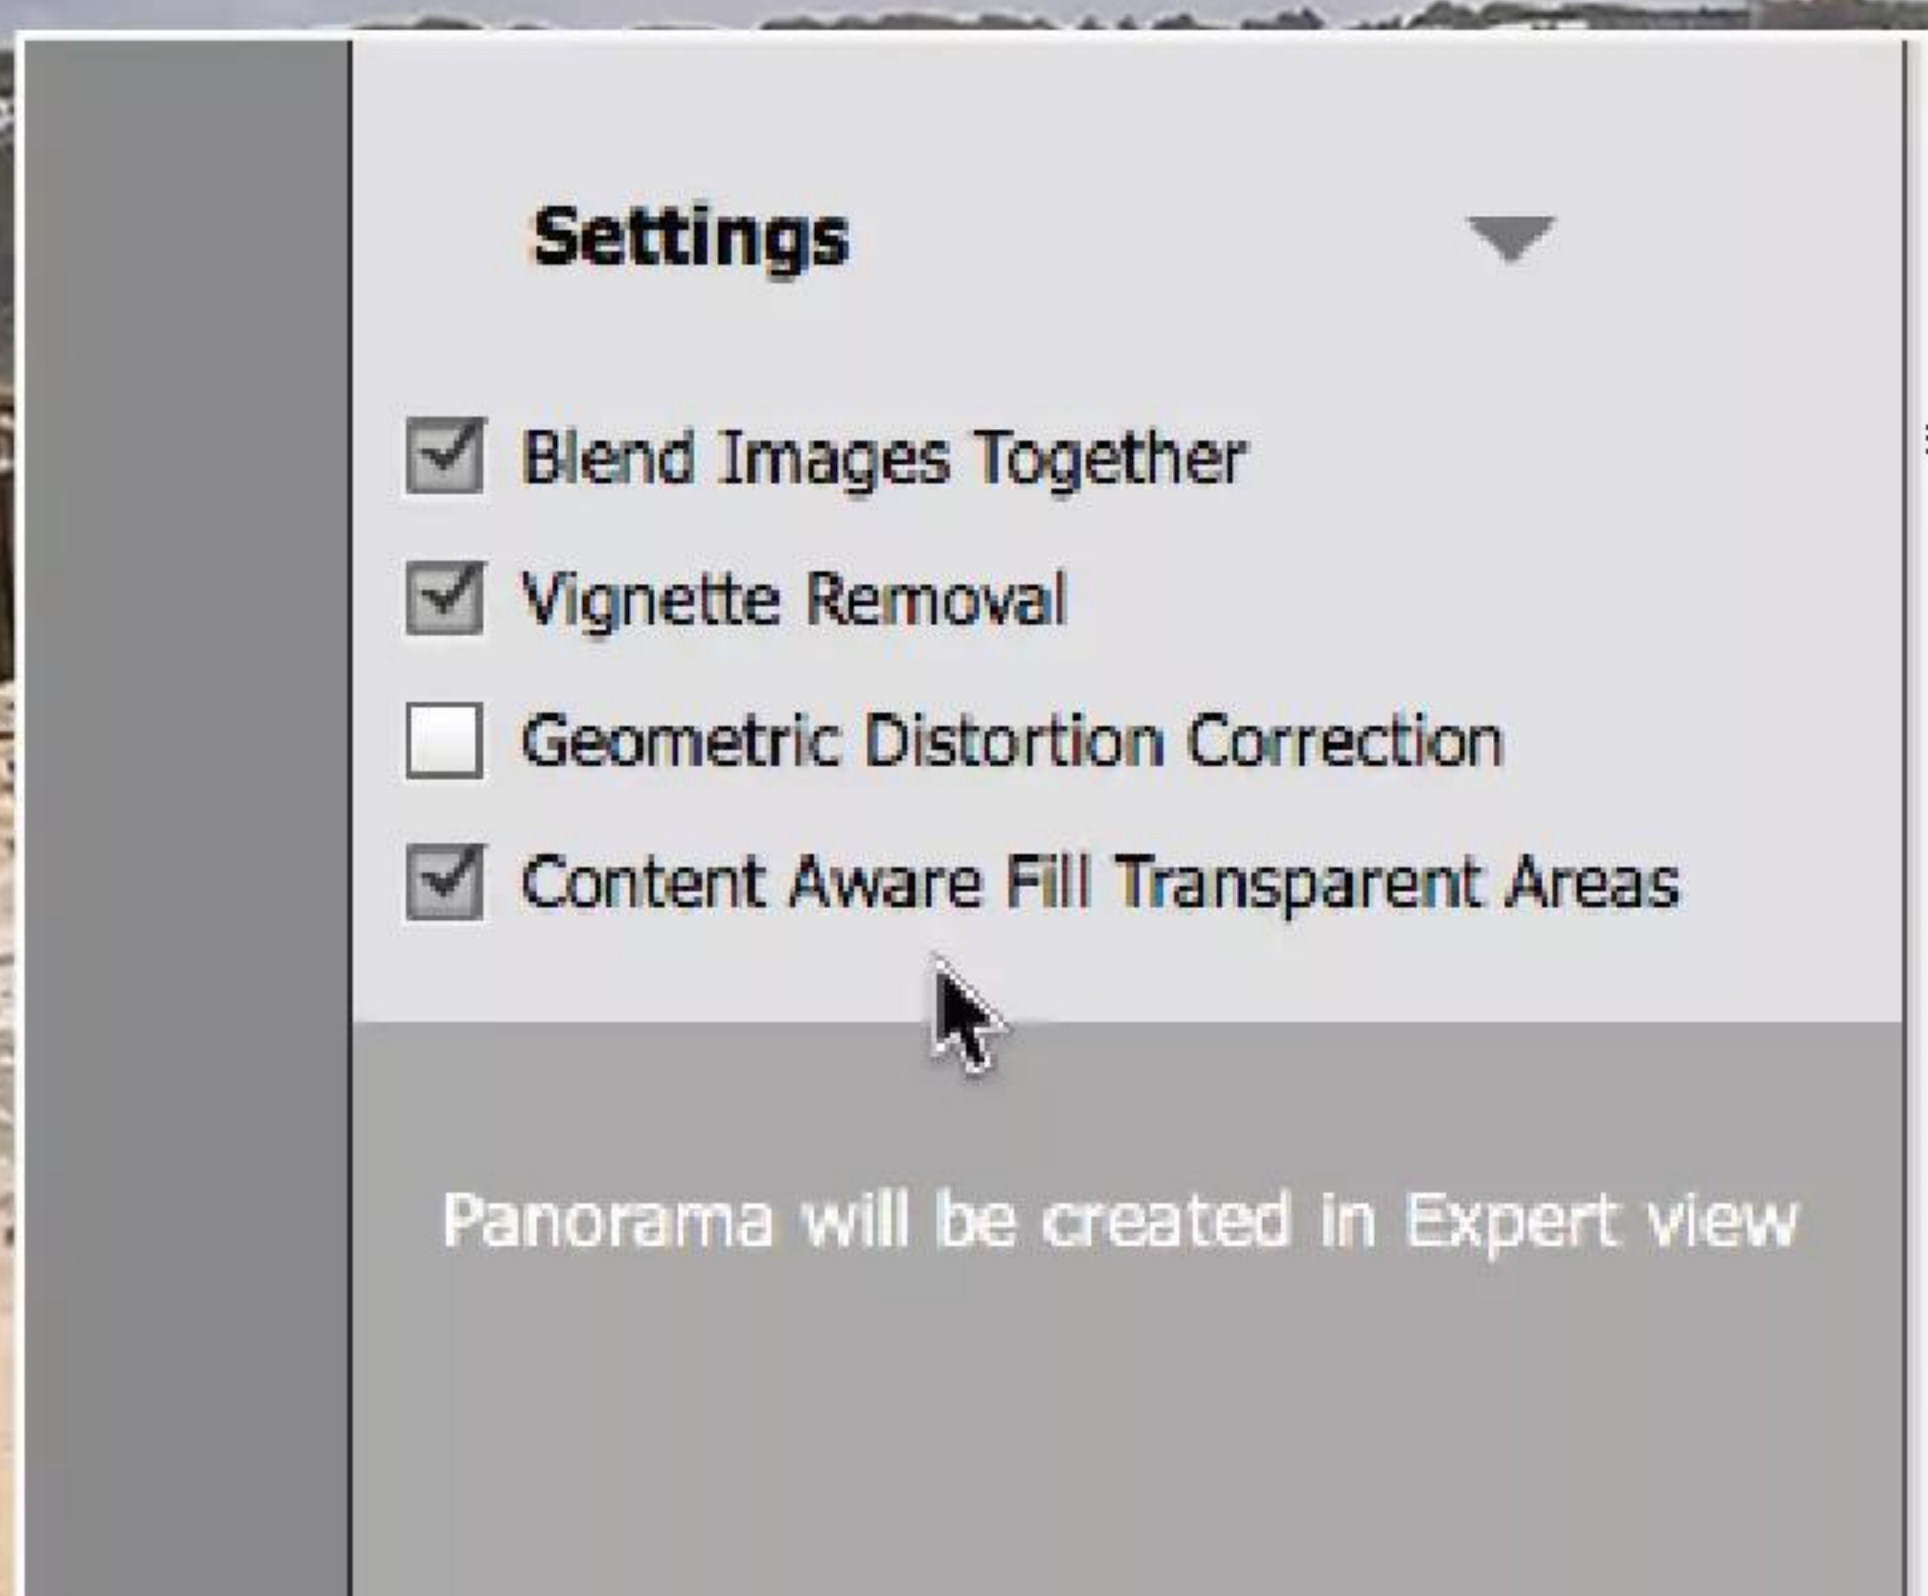 Settings
Blend Images Together
Vignette Removal
Geometric Distortion Correction
Content Aware Fill Transparent Areas
Panorama will be created in Expert view